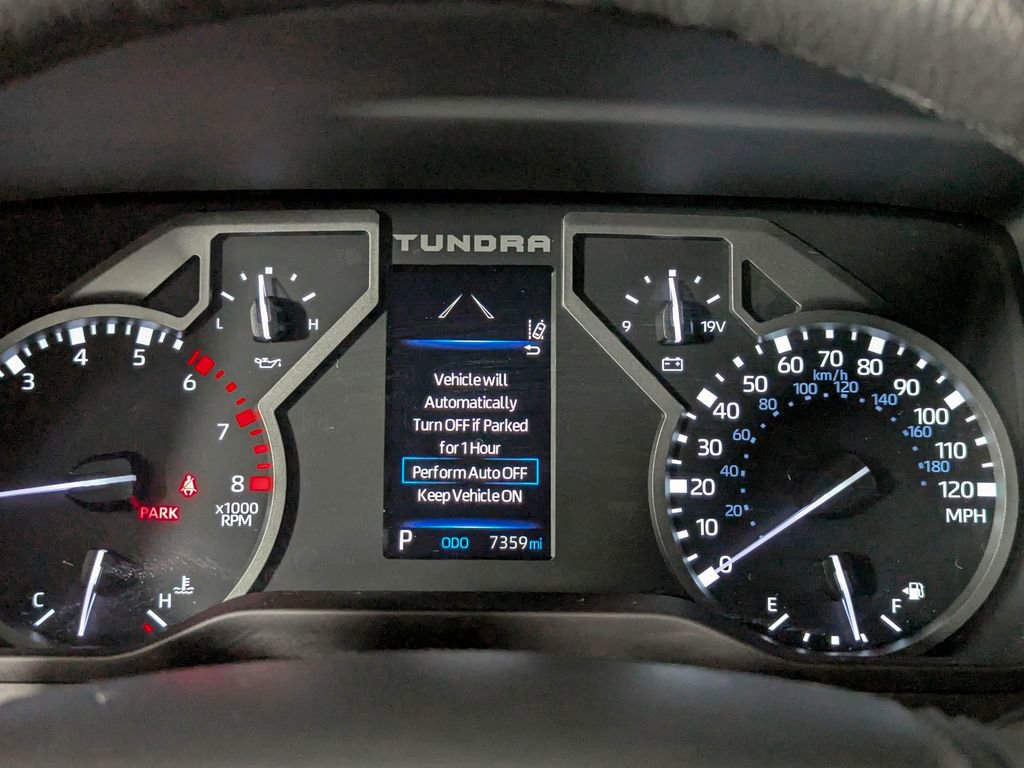 TUNDRA
L H
9 19V
3 4 5 6 7 8
x1000
RPM
PARK
C H
Vehicle will
Automatically
Turn OFF if Parked
for 1 Hour
Perform Auto OFF
Keep Vehicle ON
P ODO 7359 mi
0 10 20 30 40 50 60 70 80 90 100 110 120
MPH
km/h
20 40 60 80 100 120 140 160 180
E F